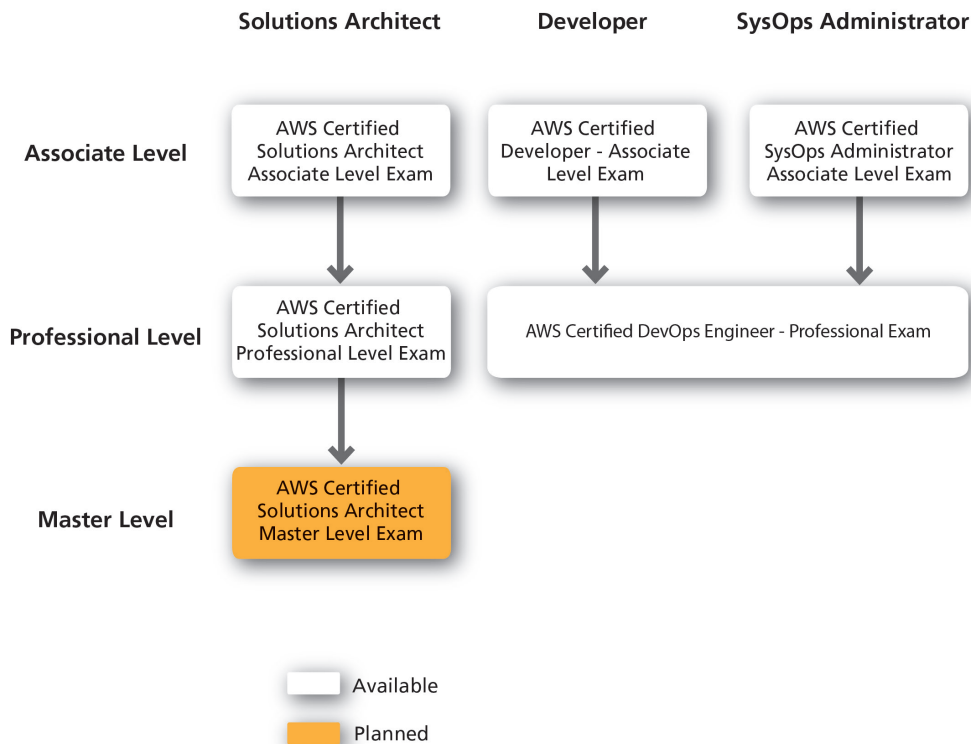 Solutions Architect
Developer
SysOps Administrator
Associate Level
AWS Certified
Solutions Architect
Associate Level Exam
AWS Certified
Developer - Associate
Level Exam
AWS Certified
SysOps Administrator
Associate Level Exam
Professional Level
AWS Certified
Solutions Architect
Professional Level Exam
AWS Certified DevOps Engineer - Professional Exam
Master Level
AWS Certified
Solutions Architect
Master Level Exam
Available
Planned